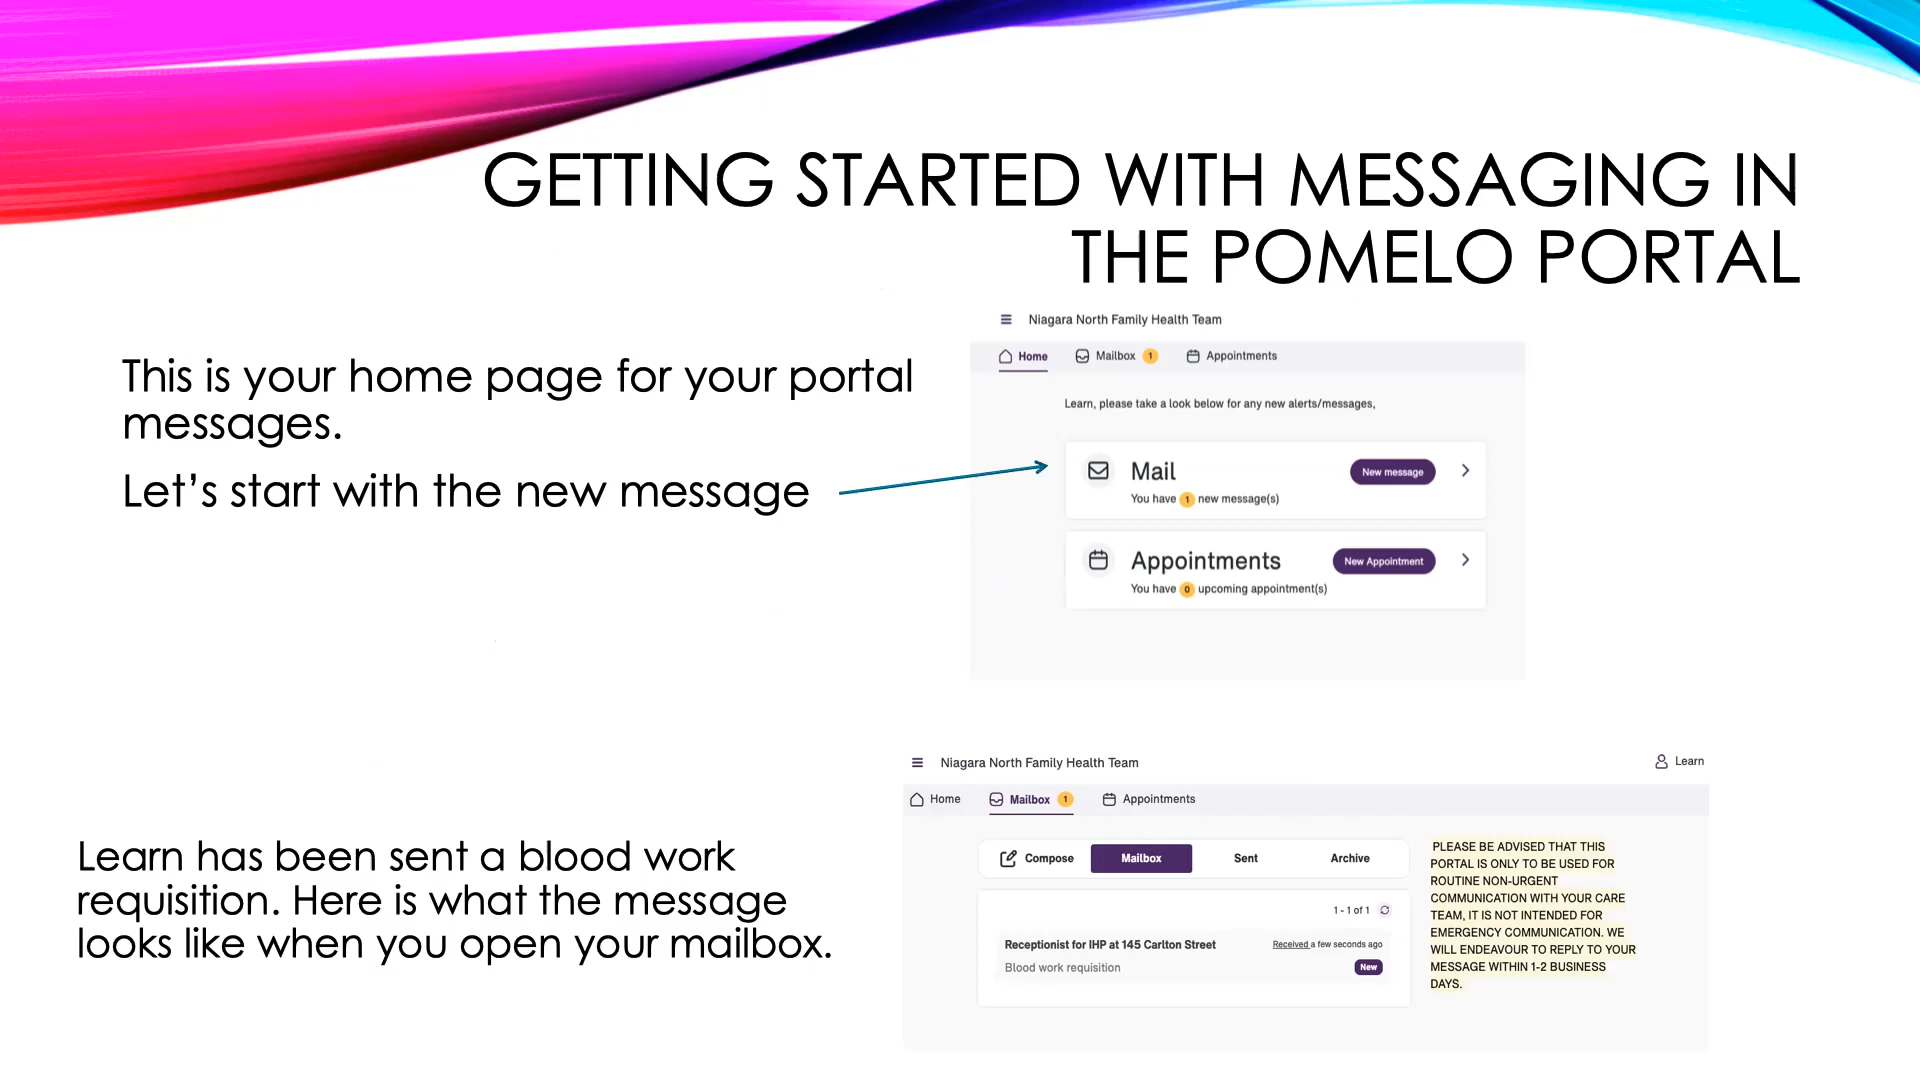 GETTING STARTED WITH MESSAGING IN
THE POMELO PORTAL
This is your home page for your portal
messages.
Let’s start with the new message
Niagara North Family Health Team
Home
Mailbox 1
Appointments
Learn, please take a look below for any new alerts/messages,
Mail
New message
You have 1 new message(s)
Appointments
New Appointment
You have 0 upcoming appointment(s)
Learn has been sent a blood work
requisition. Here is what the message
looks like when you open your mailbox.
Niagara North Family Health Team
Learn
Home
Mailbox 1
Appointments
Compose
Mailbox
Sent
Archive
1 - 1 of 1
Receptionist for IHP at 145 Carlton Street
Received a few seconds ago
Blood work requisition
New
PLEASE BE ADVISED THAT THIS
PORTAL IS ONLY TO BE USED FOR
ROUTINE NON-URGENT
COMMUNICATION WITH YOUR CARE
TEAM, IT IS NOT INTENDED FOR
EMERGENCY COMMUNICATION. WE
WILL ENDEAVOUR TO REPLY TO YOUR
MESSAGE WITHIN 1-2 BUSINESS
DAYS.